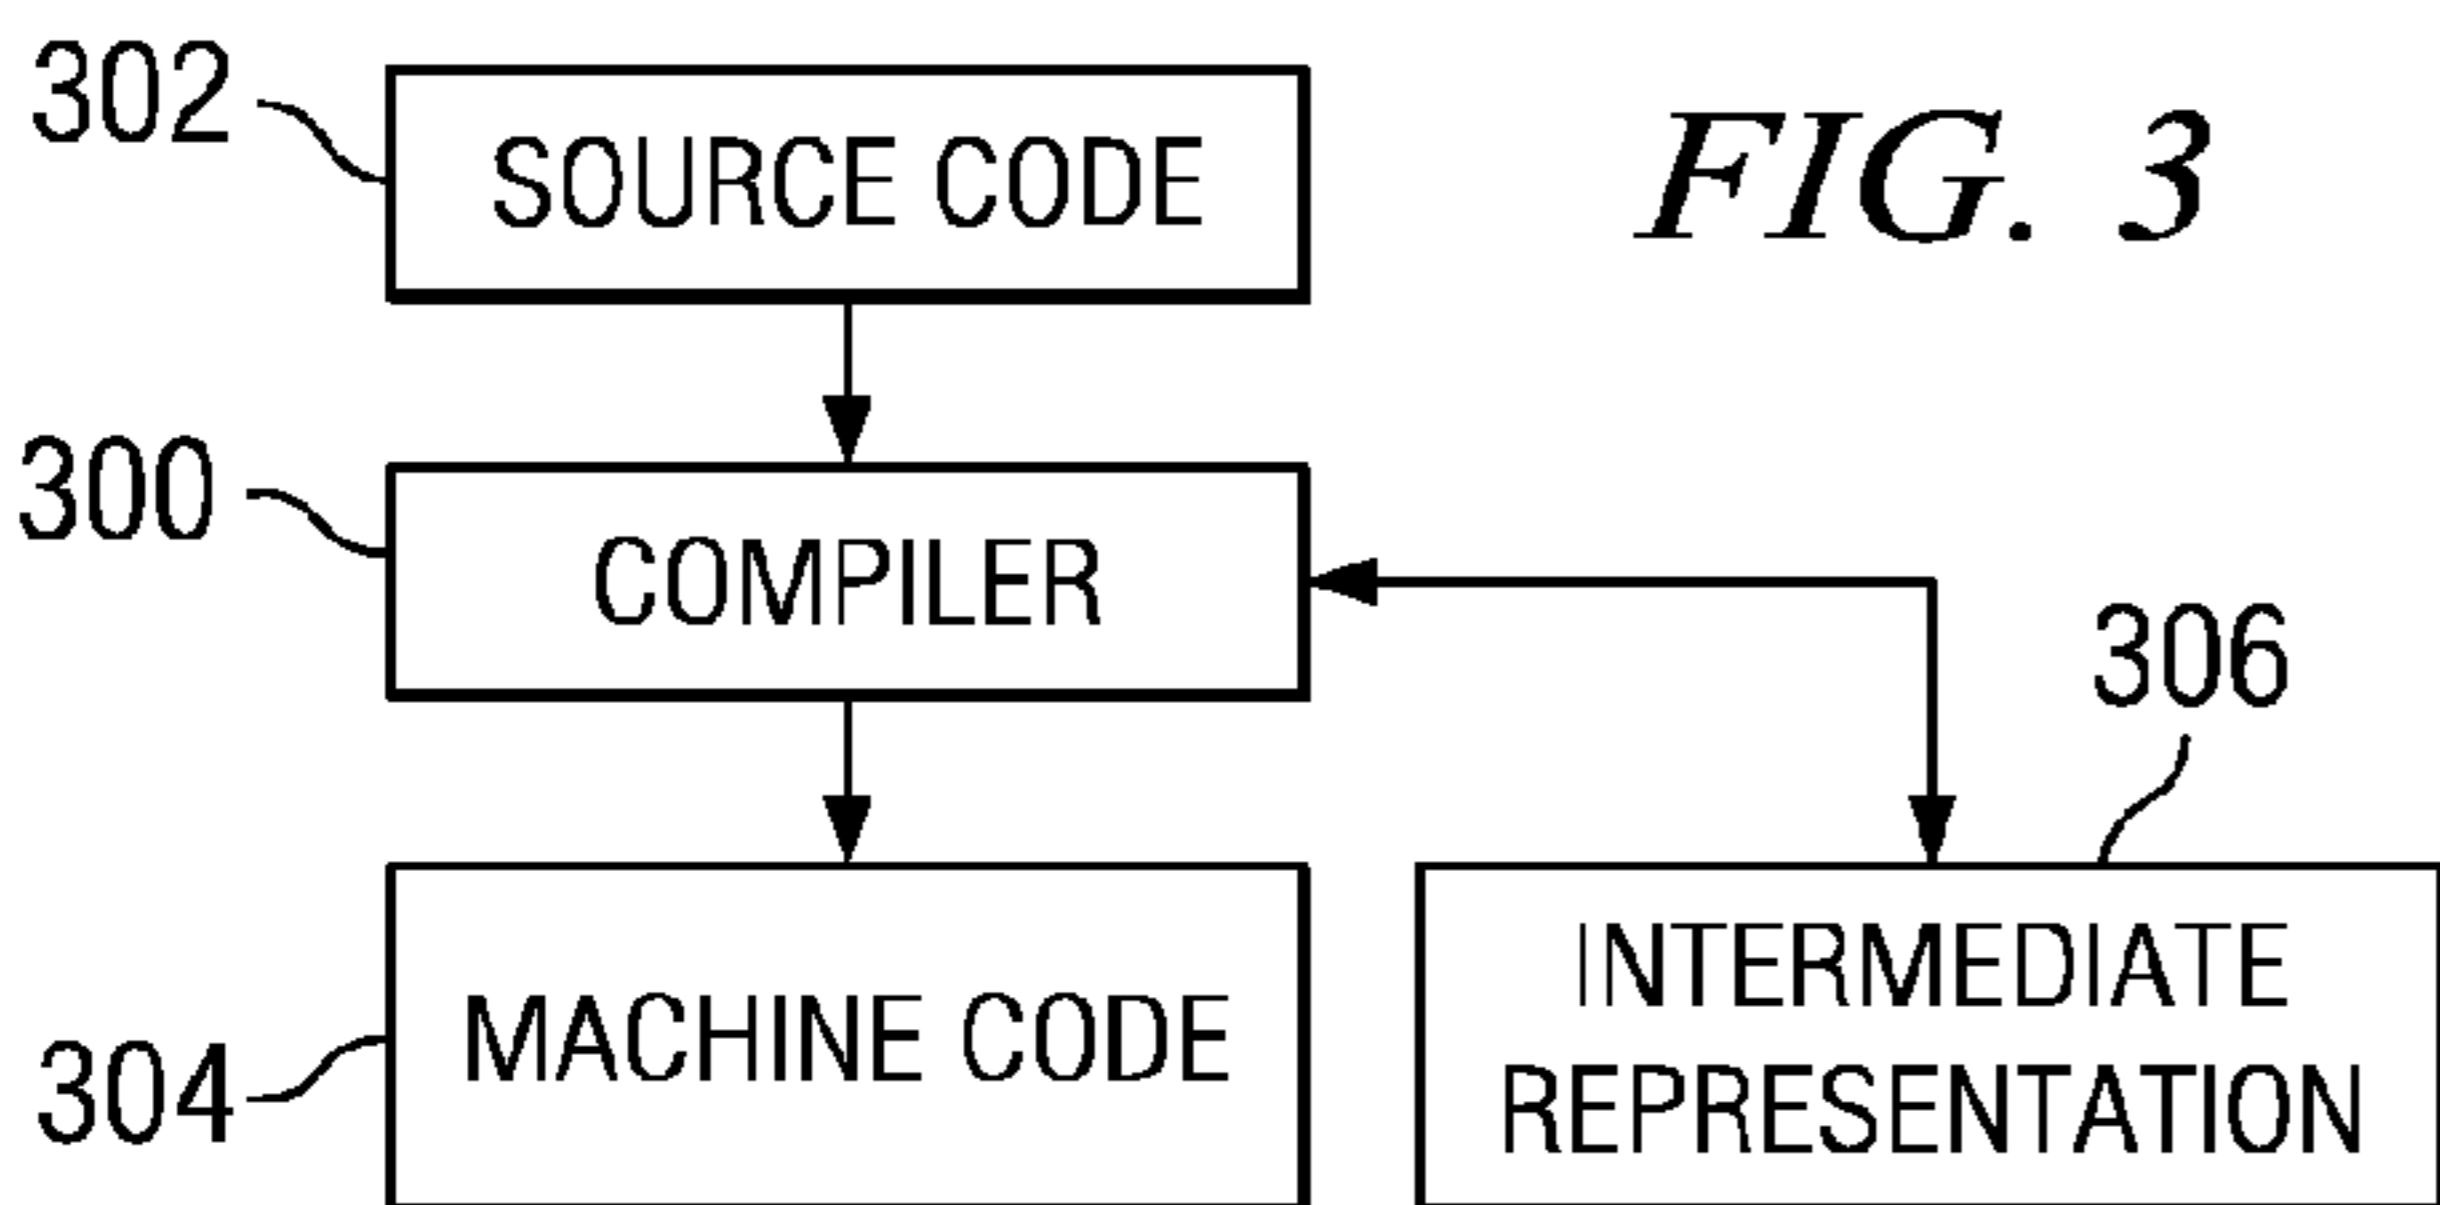 302
SOURCE CODE
FIG. 3
300
COMPILER
306
304
MACHINE CODE
INTERMEDIATE
REPRESENTATION